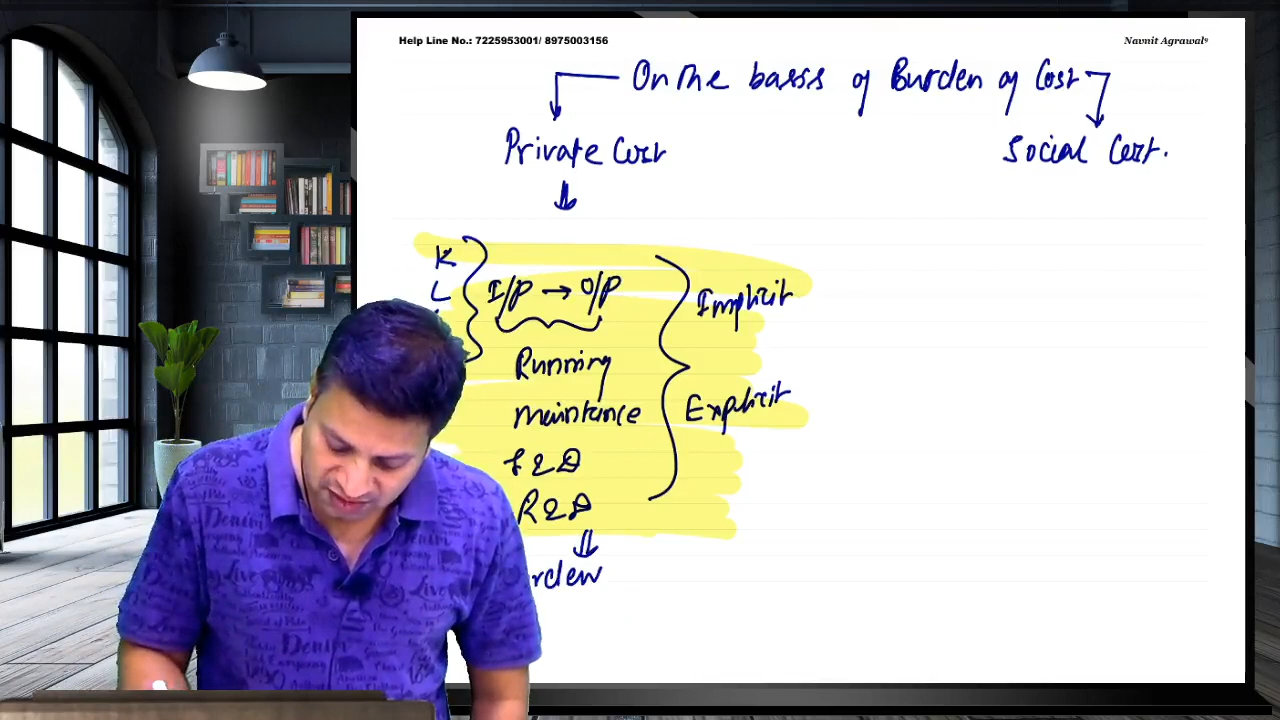 Help Line No.: 7225953001/ 8975003156
Navnit Agrawal®
On the basis of Burden of Cost
Private Cost
Social Cost.
K
L
I/P → O/P
Implicit
Running
maintance
Explicit
R & D